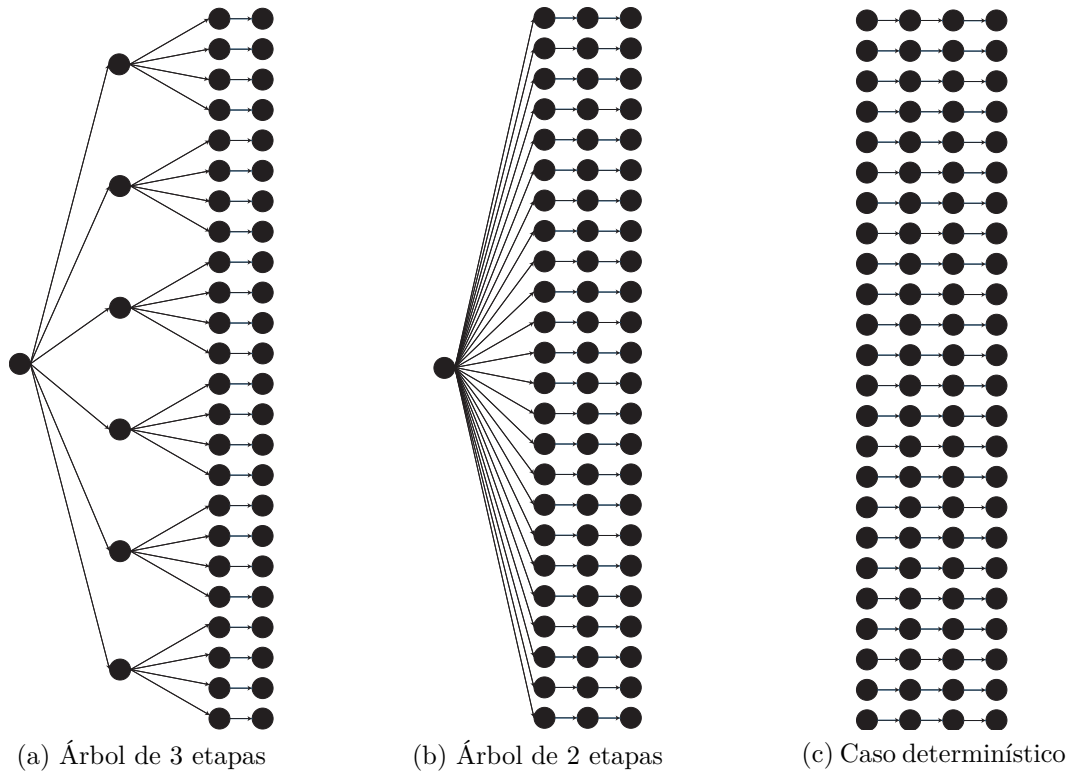 (a) Árbol de 3 etapas
(b) Árbol de 2 etapas
(c) Caso determinístico